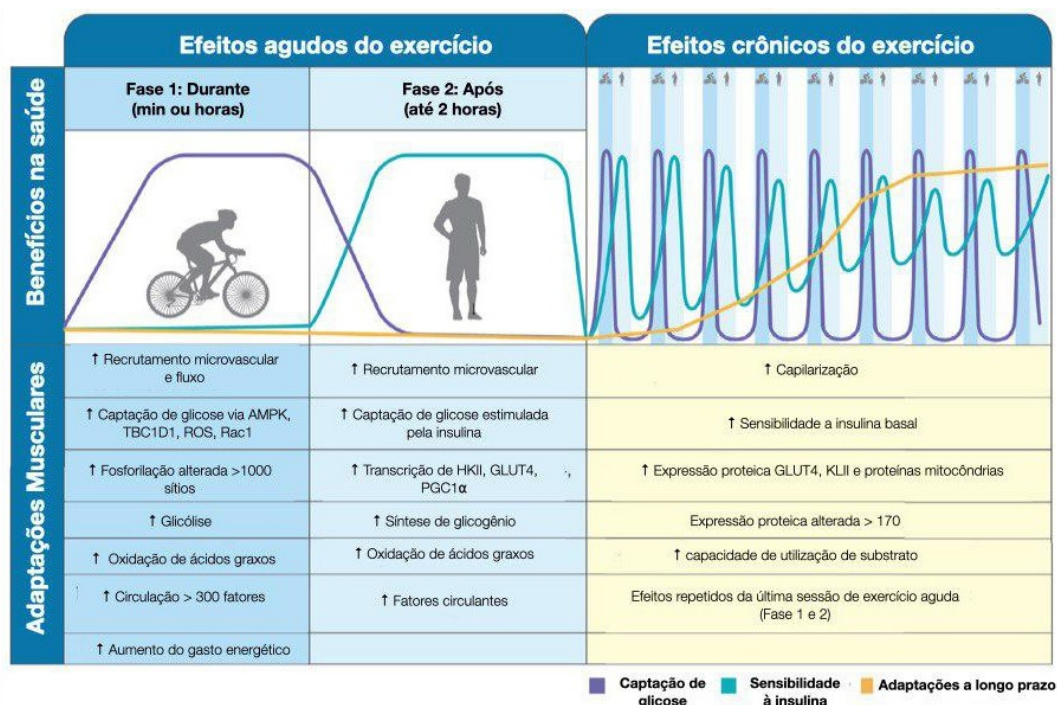 Efeitos agudos do exercício
Efeitos crônicos do exercício
Benefícios na saúde
Fase 1: Durante
(min ou horas)
Fase 2: Após
(até 2 horas)
Adaptações Musculares
↑ Recrutamento microvascular
e fluxo
↑ Recrutamento microvascular
↑ Capilarização
↑ Captação de glicose via AMPK,
TBC1D1, ROS, Rac1
↑ Captação de glicose estimulada
pela insulina
↑ Sensibilidade a insulina basal
↑ Fosforilação alterada >1000
sítios
↑ Transcrição de HKII, GLUT4, ,
PGC1α
↑ Expressão proteica GLUT4, KLII e proteínas mitocôndrias
↑ Glicólise
↑ Síntese de glicogênio
Expressão proteica alterada > 170
↑ Oxidação de ácidos graxos
↑ Oxidação de ácidos graxos
↑ capacidade de utilização de substrato
↑ Circulação > 300 fatores
↑ Fatores circulantes
Efeitos repetidos da última sessão de exercício aguda
(Fase 1 e 2)
↑ Aumento do gasto energético
Captação de
glicose
Sensibilidade
à insulina
Adaptações a longo prazo